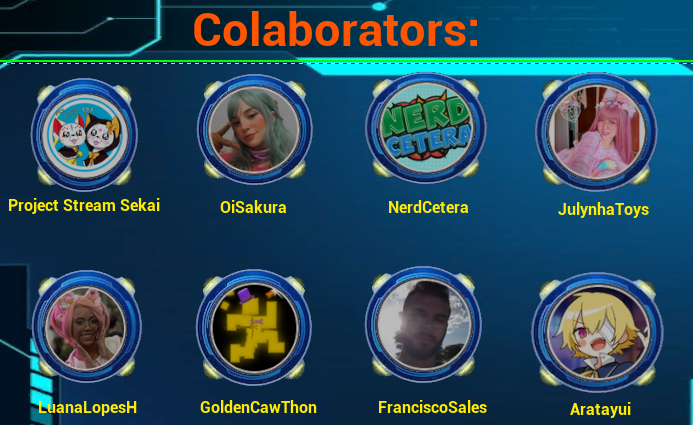 Colaborators:
Project Stream Sekai
OiSakura
NerdCetera
JulynhaToys
NERD
CETERA
LuanaLopesH
GoldenCawThon
FranciscoSales
Aratayui